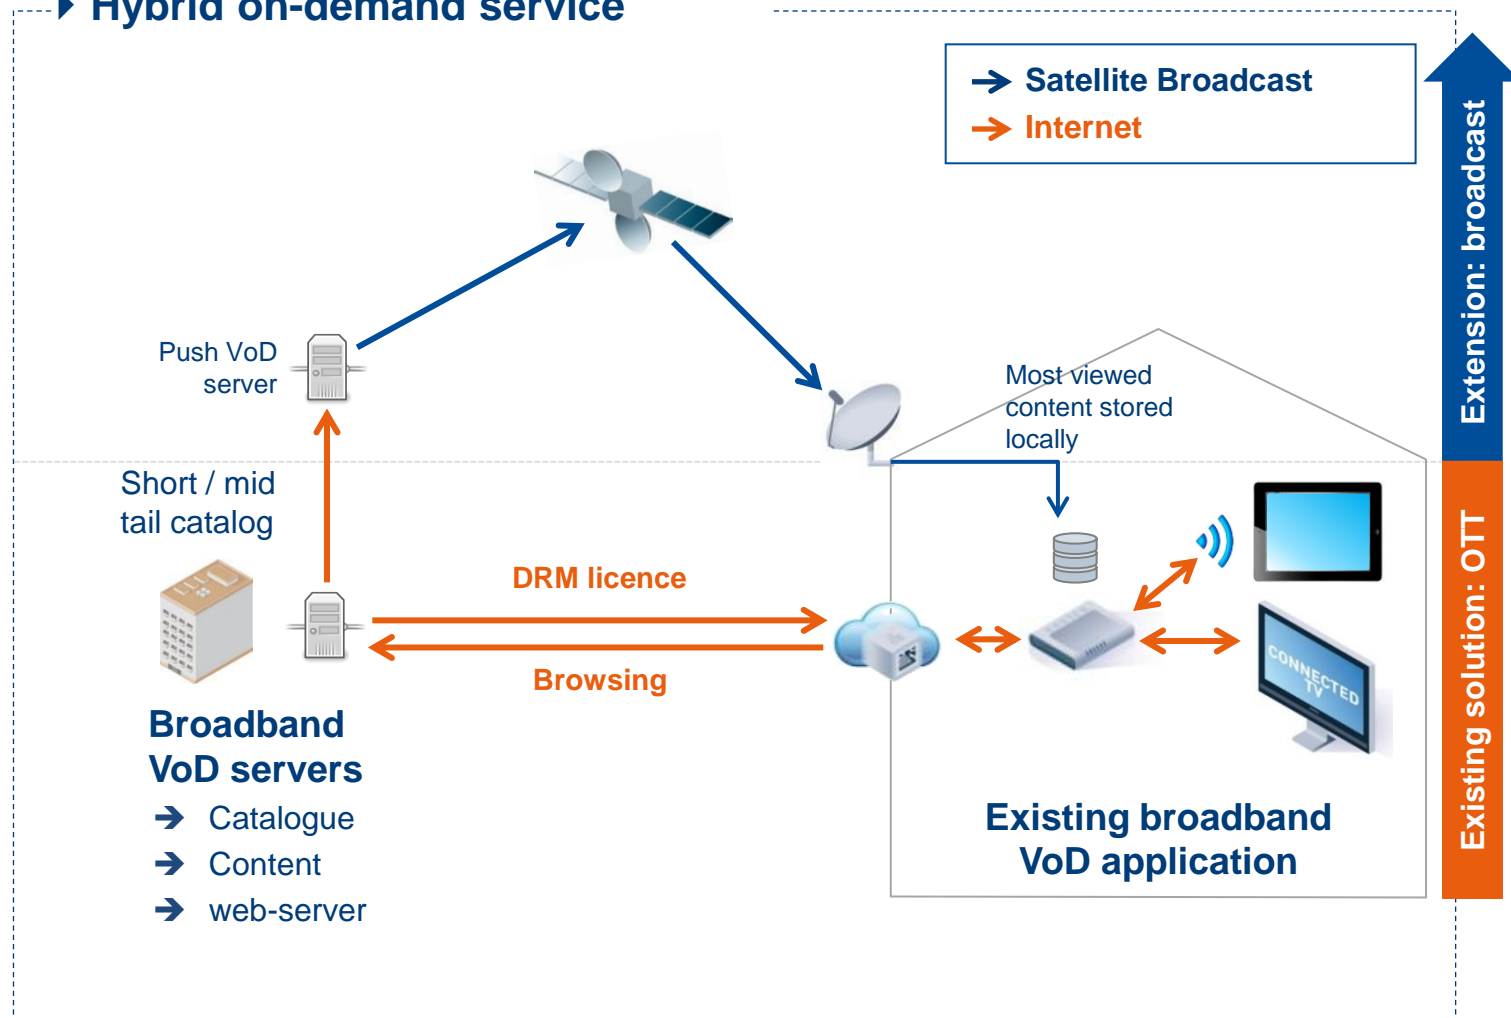 Hybrid on-demand service
Satellite Broadcast
Internet
Extension: broadcast
Push VoD
server
Most viewed
content stored
locally
Short / mid
tail catalog
DRM licence
Browsing
CONNECTED
TV
Existing solution: OTT
Broadband
VoD servers
Catalogue
Content
web-server
Existing broadband
VoD application